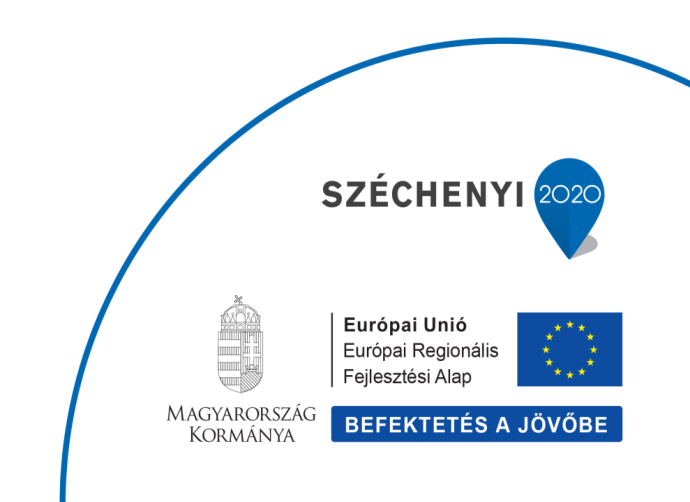 SZÉCHENYI 2020
Európai Unió
Európai Regionális
Fejlesztési Alap
MAGYARORSZÁG
KORMÁNYA
BEFEKTETÉS A JÖVŐBE